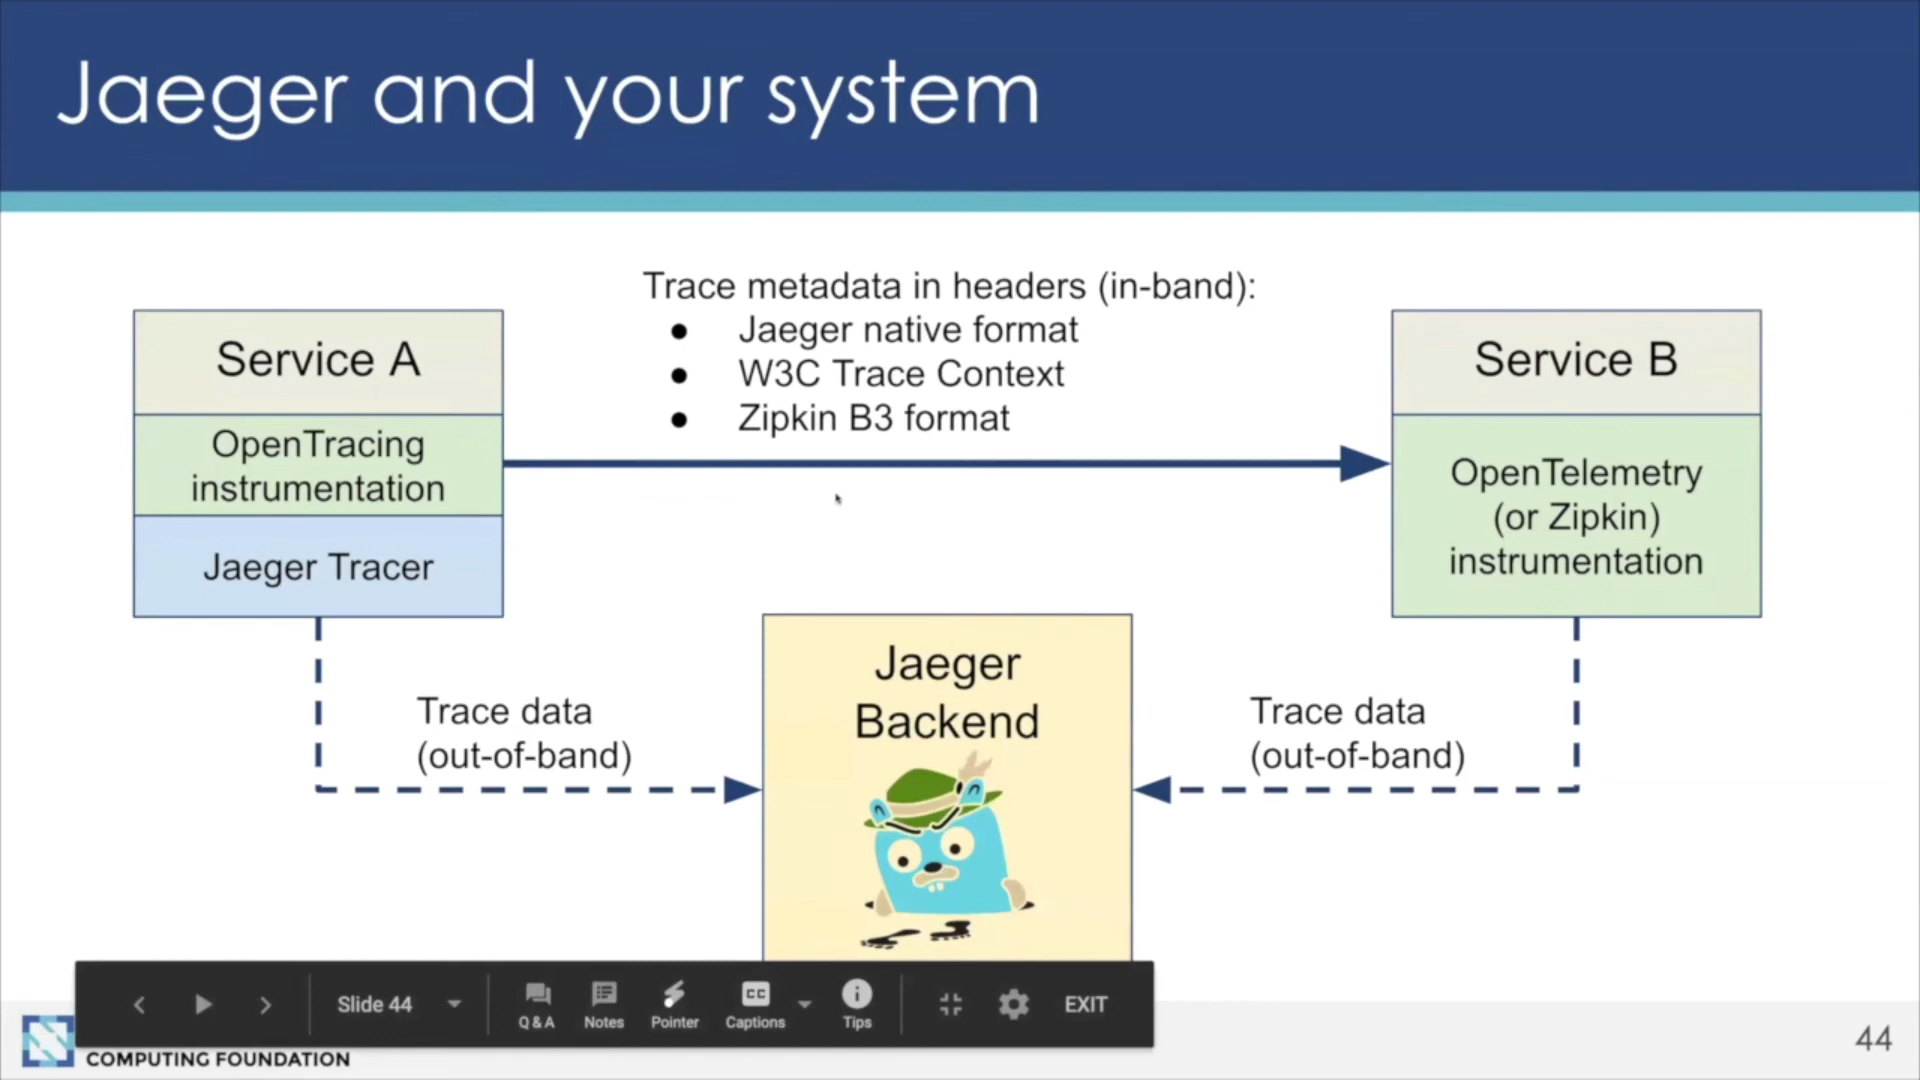 Jaeger and your system
Trace metadata in headers (in-band):
● Jaeger native format
● W3C Trace Context
● Zipkin B3 format
Service A
OpenTracing
instrumentation
Jaeger Tracer
Service B
OpenTelemetry
(or Zipkin)
instrumentation
Trace data
(out-of-band)
Jaeger
Backend
Trace data
(out-of-band)
Slide 44
Q & A
Notes
Pointer
CC
Captions
Tips
EXIT
COMPUTING FOUNDATION
44